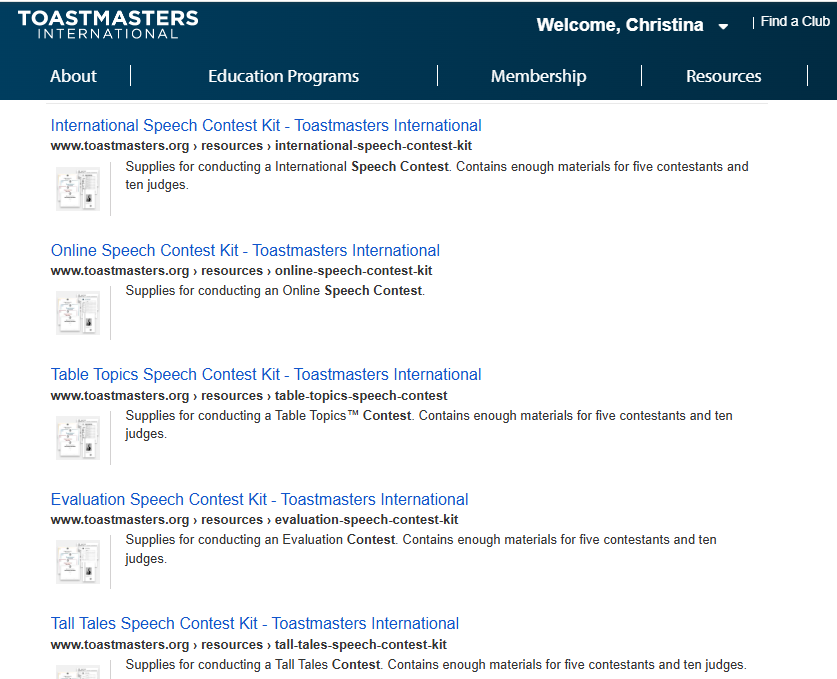 TOASTMASTERS
INTERNATIONAL
Welcome, Christina
| Find a Club
About
Education Programs
Membership
Resources
International Speech Contest Kit - Toastmasters International
www.toastmasters.org › resources › international-speech-contest-kit
Supplies for conducting a International Speech Contest. Contains enough materials for five contestants and
ten judges.
Online Speech Contest Kit - Toastmasters International
www.toastmasters.org › resources › online-speech-contest-kit
Supplies for conducting an Online Speech Contest.
Table Topics Speech Contest Kit - Toastmasters International
www.toastmasters.org › resources › table-topics-speech-contest
Supplies for conducting a Table Topics™ Contest. Contains enough materials for five contestants and ten
judges.
Evaluation Speech Contest Kit - Toastmasters International
www.toastmasters.org › resources › evaluation-speech-contest-kit
Supplies for conducting an Evaluation Contest. Contains enough materials for five contestants and ten
judges.
Tall Tales Speech Contest Kit - Toastmasters International
www.toastmasters.org › resources › tall-tales-speech-contest-kit
Supplies for conducting a Tall Tales Contest. Contains enough materials for five contestants and ten judges.